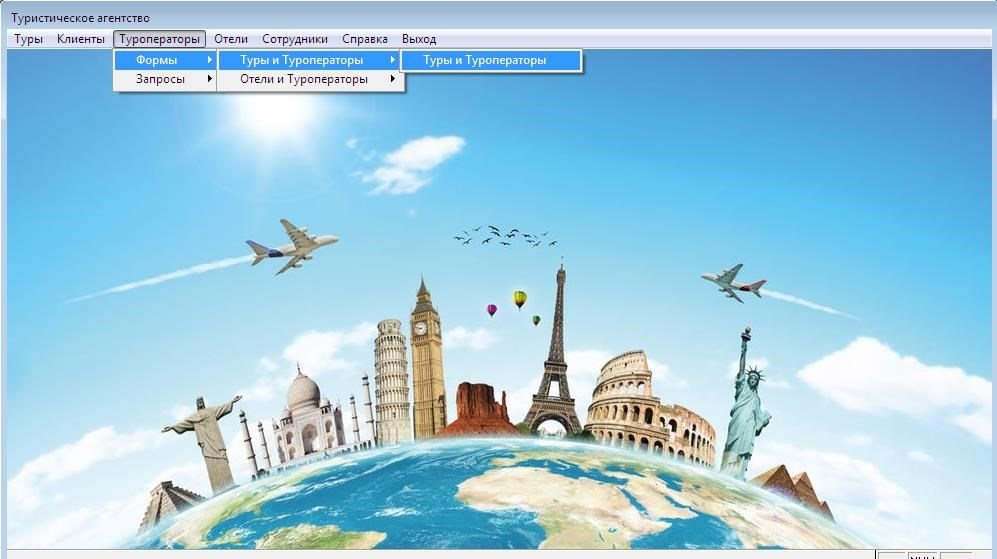 Туристическое агентство
Туры Клиенты Туроператоры Отели Сотрудники Справка Выход
Формы Туры и Туроператоры Туры и Туроператоры
Запросы Отели и Туроператоры